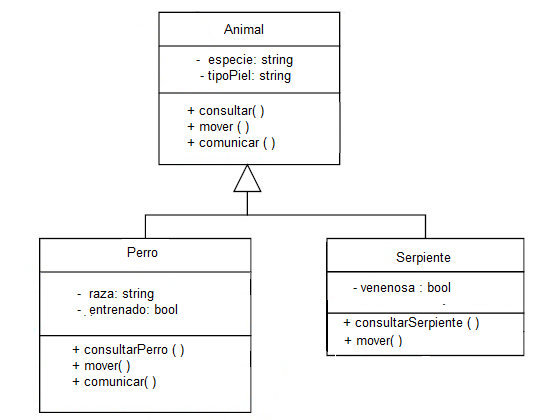 Animal
- especie: string
- tipoPiel: string
+ consultar( )
+ mover ( )
+ comunicar ( )
Perro
- raza: string
- entrenado: bool
+ consultarPerro ( )
+ mover( )
+ comunicar( )
Serpiente
- venenosa : bool
+ consultarSerpiente ( )
+ mover( )